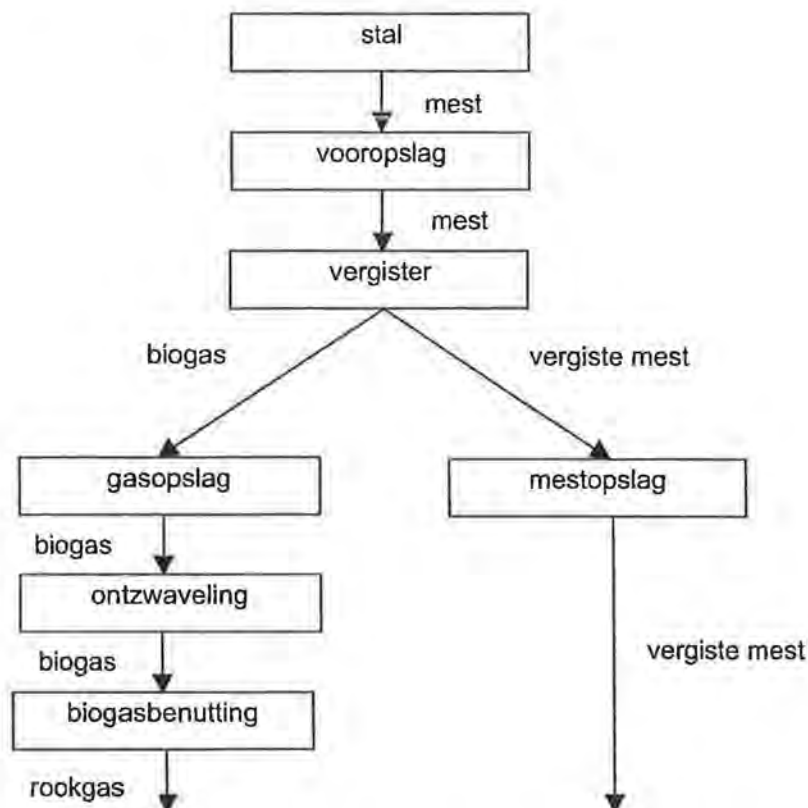 stal
mest
vooropslag
mest
vergister
biogas
vergiste mest
gasopslag
mestopslag
biogas
ontzwaveling
biogas
vergiste mest
biogasbenutting
rookgas